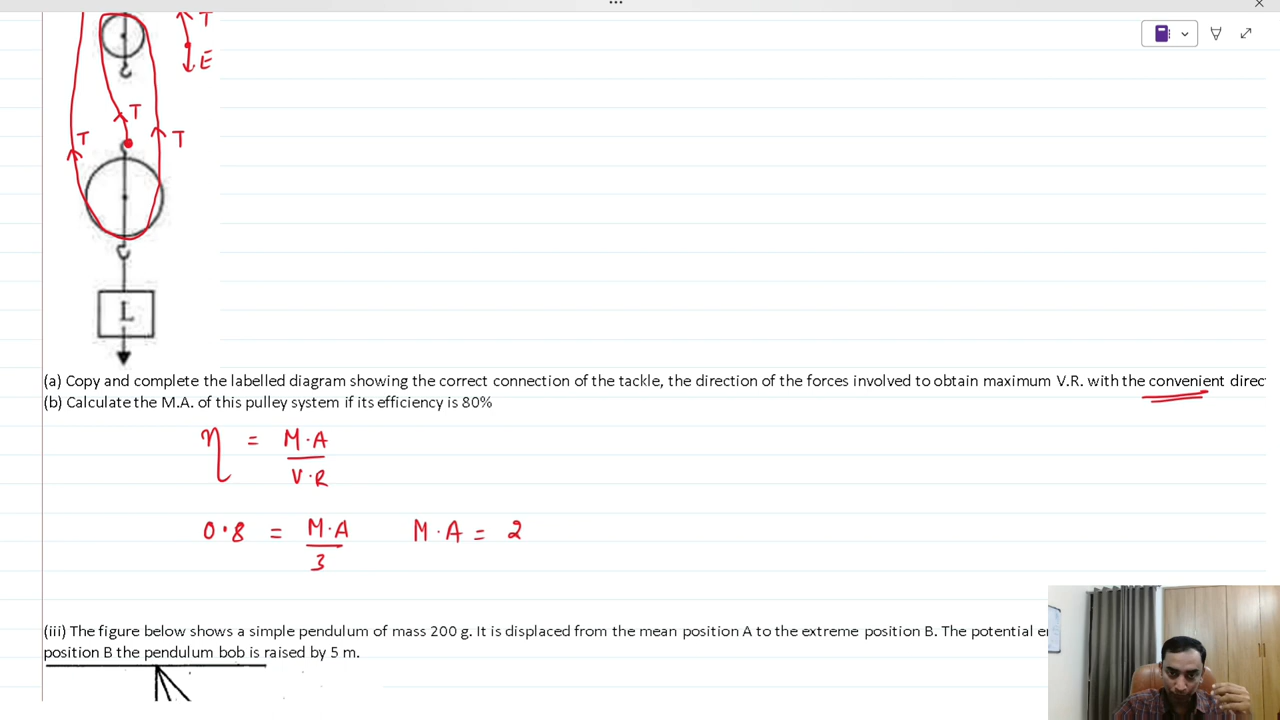 T
E
T
T
T
L
(a) Copy and complete the labelled diagram showing the correct connection of the tackle, the direction of the forces involved to obtain maximum V.R. with the convenient direc
(b) Calculate the M.A. of this pulley system if its efficiency is 80%
η = M.A
V.R
0.8 = M.A M.A = 2
3
(iii) The figure below shows a simple pendulum of mass 200 g. It is displaced from the mean position A to the extreme position B. The potential en
position B the pendulum bob is raised by 5 m.